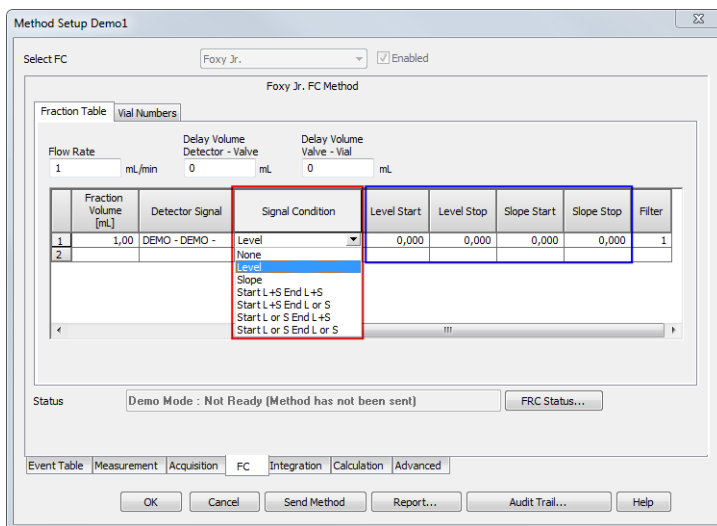 Method Setup Demo1
Select FC
Foxy Jr.
Enabled
Foxy Jr. FC Method
Fraction Table
Vial Numbers
Flow Rate
Delay Volume
Detector - Valve
Delay Volume
Valve - Vial
1
mL/min
0
mL
0
mL
Fraction
Volume
[mL]
Detector Signal
Signal Condition
Level Start
Level Stop
Slope Start
Slope Stop
Filter
1
1,00
DEMO - DEMO -
Level
0,000
0,000
0,000
0,000
1
2
None
Level
Slope
Start L+S End L+S
Start L+S End L or S
Start L or S End L+S
Start L or S End L or S
Status
Demo Mode : Not Ready (Method has not been sent)
FRC Status...
Event Table
Measurement
Acquisition
FC
Integration
Calculation
Advanced
OK
Cancel
Send Method
Report...
Audit Trail...
Help